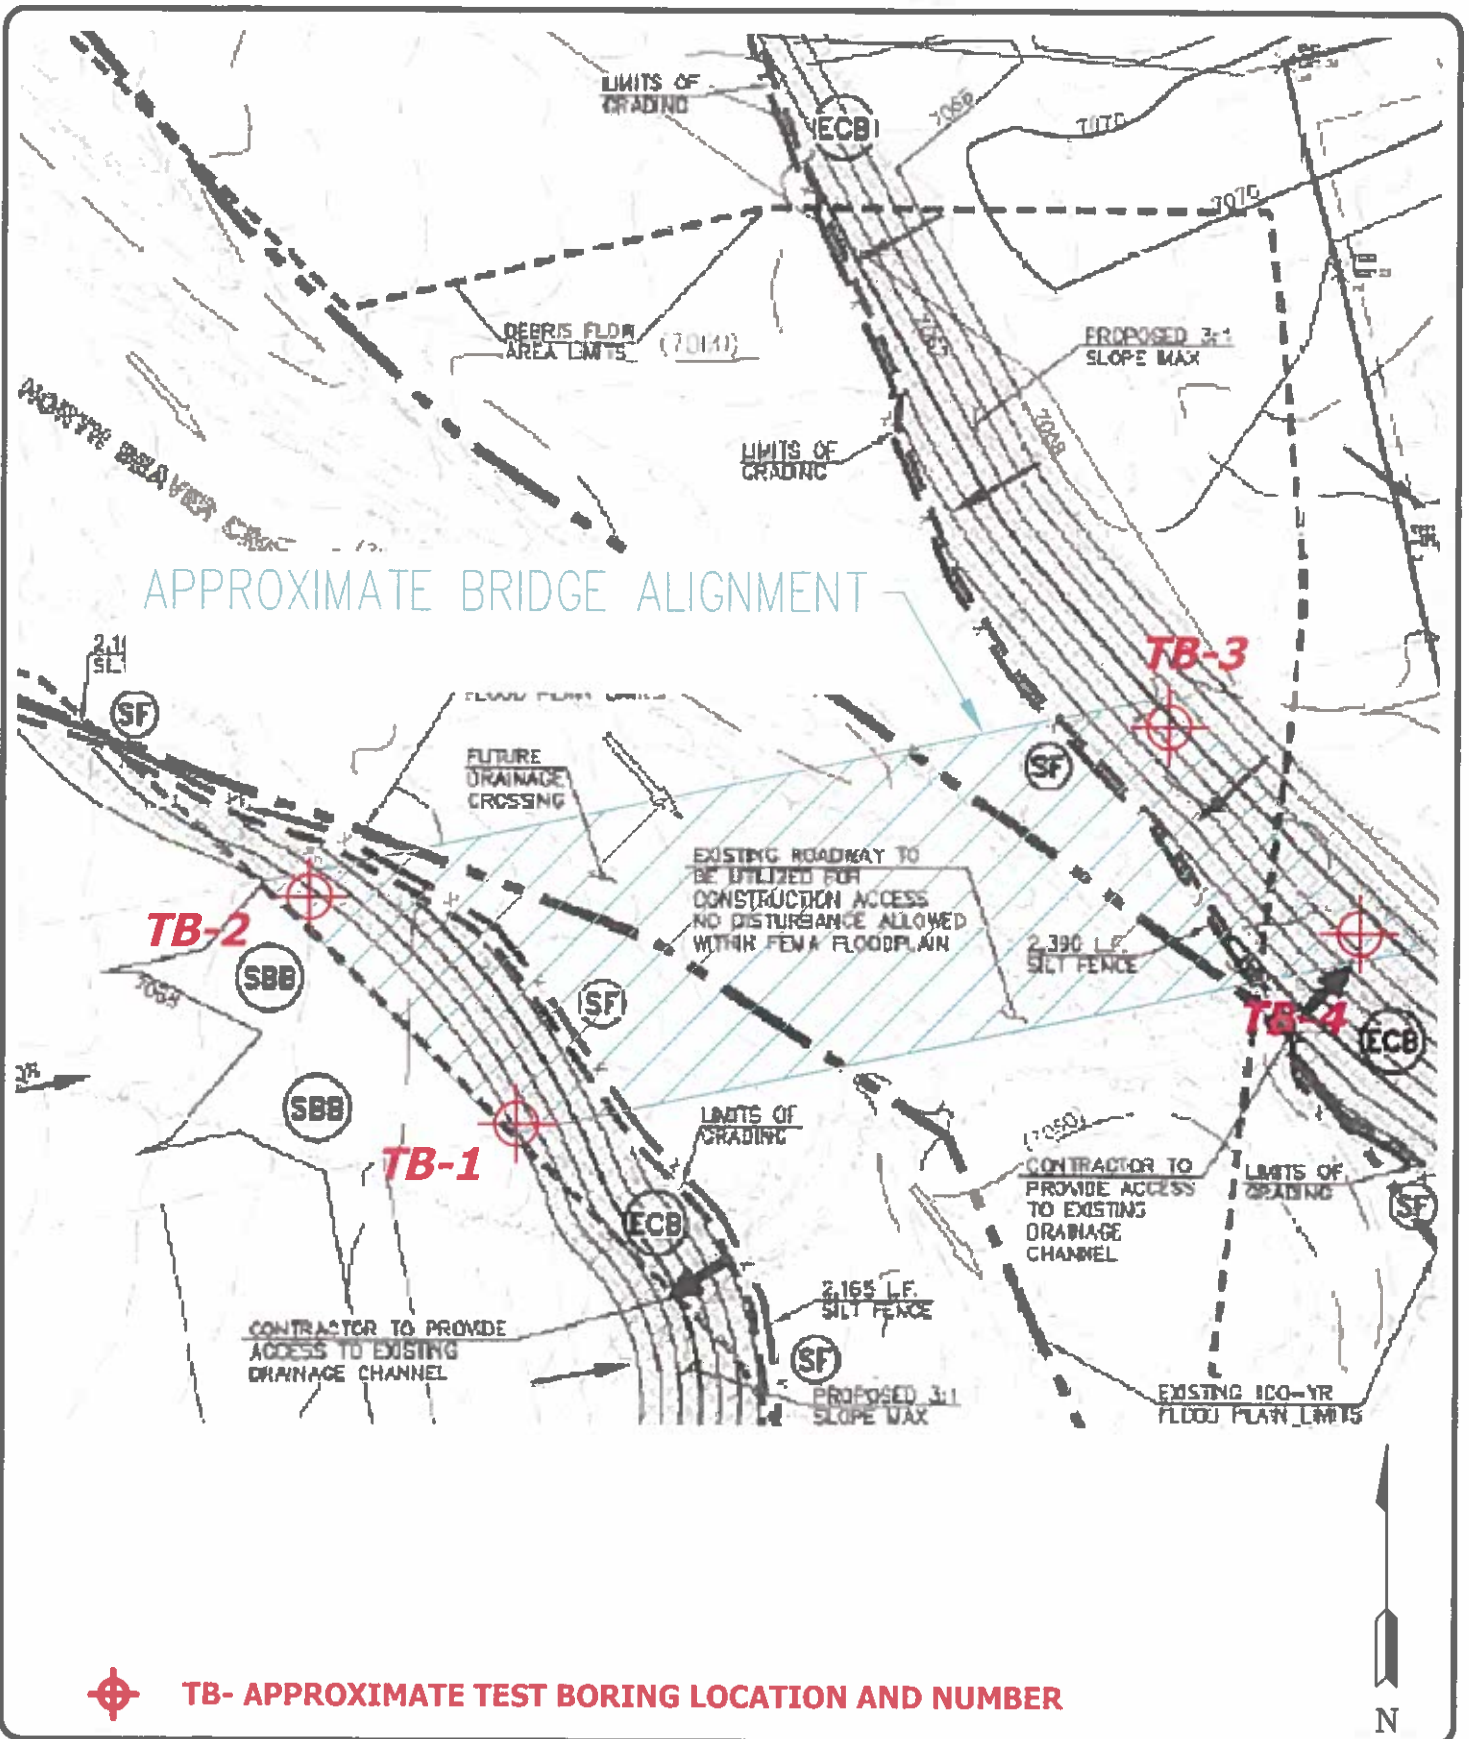 LIMITS OF
GRADING
ECB
7066
7070
7070
DEBRIS FLOW
AREA LIMITS
PROPOSED 3:1
SLOPE MAX
7068
LIMITS OF
GRADING
NORTH BEAVER
APPROXIMATE BRIDGE ALIGNMENT
SF
TB-3
FUTURE
DRAINAGE
CROSSING
SF
EXISTING ROADWAY TO
BE UTILIZED FOR
CONSTRUCTION ACCESS
NO DISTURBANCE ALLOWED
WITHIN FEMA FLOODPLAIN
TB-2
SBB
2,390 L.F.
SILT FENCE
SF
TB-4
ECB
SBB
LIMITS OF
GRADING
(7050)
TB-1
CONTRACTOR TO
PROVIDE ACCESS
TO EXISTING
DRAINAGE
CHANNEL
LIMITS OF
GRADING
SF
ECB
2,165 L.F.
SILT FENCE
CONTRACTOR TO PROVIDE
ACCESS TO EXISTING
DRAINAGE CHANNEL
SF
PROPOSED 3:1
SLOPE MAX
EXISTING 100-YR
FLOOD PLAIN LIMITS
TB- APPROXIMATE TEST BORING LOCATION AND NUMBER
N